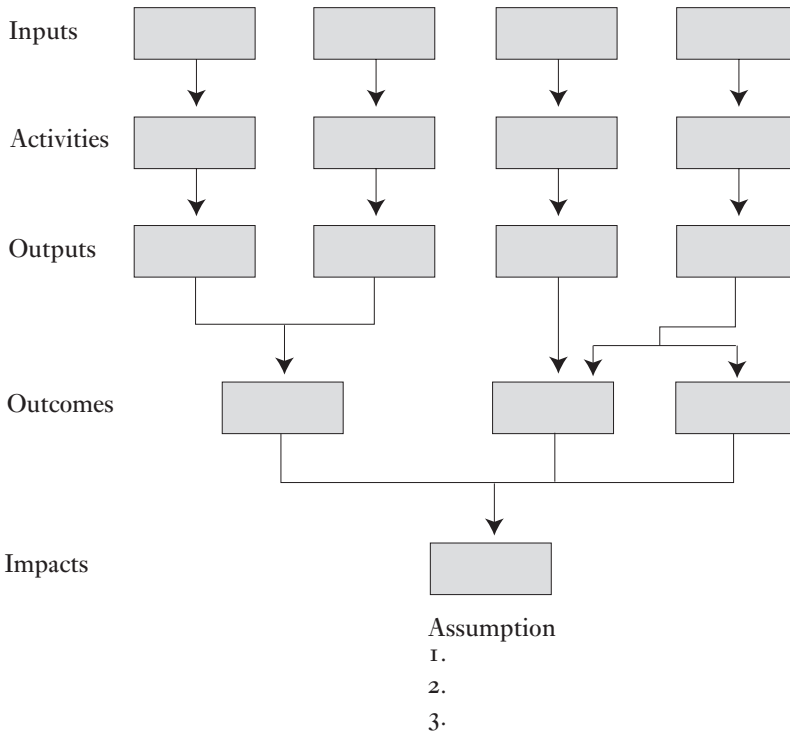 Inputs
Activities
Outputs
Outcomes
Impacts
Assumption
1.
2.
3.